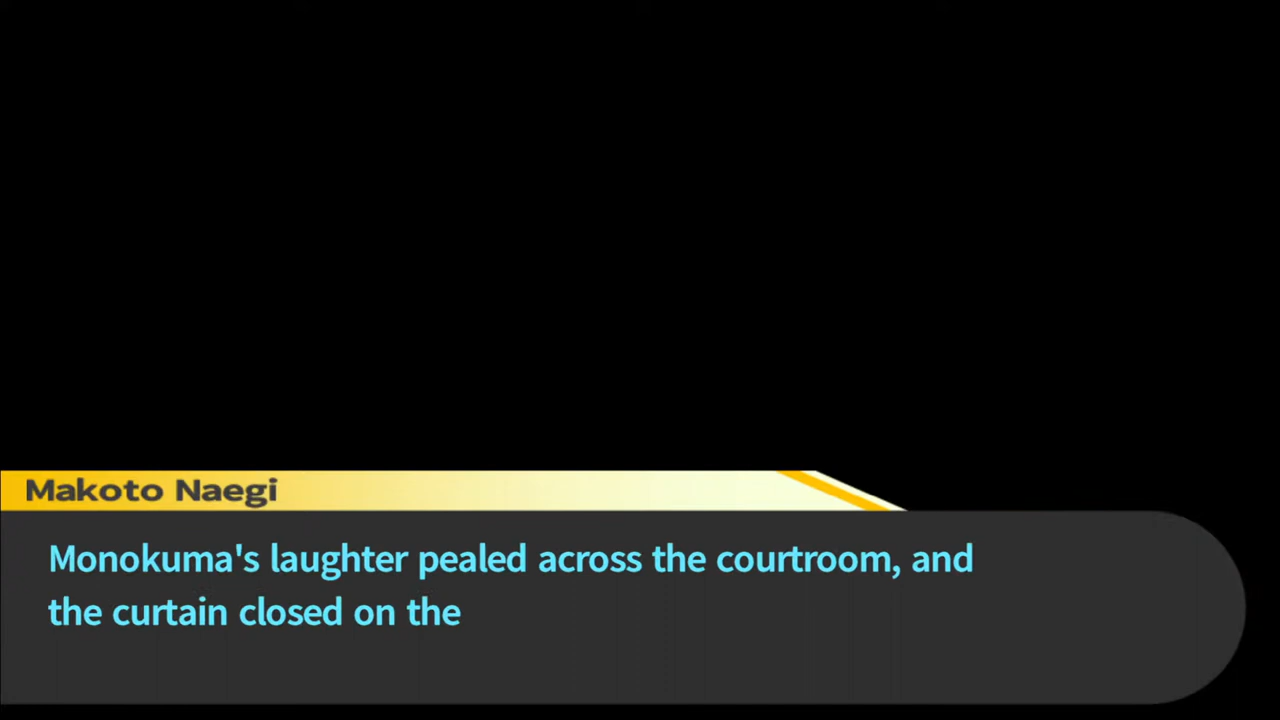 Makoto Naegi
Monokuma's laughter pealed across the courtroom, and
the curtain closed on the